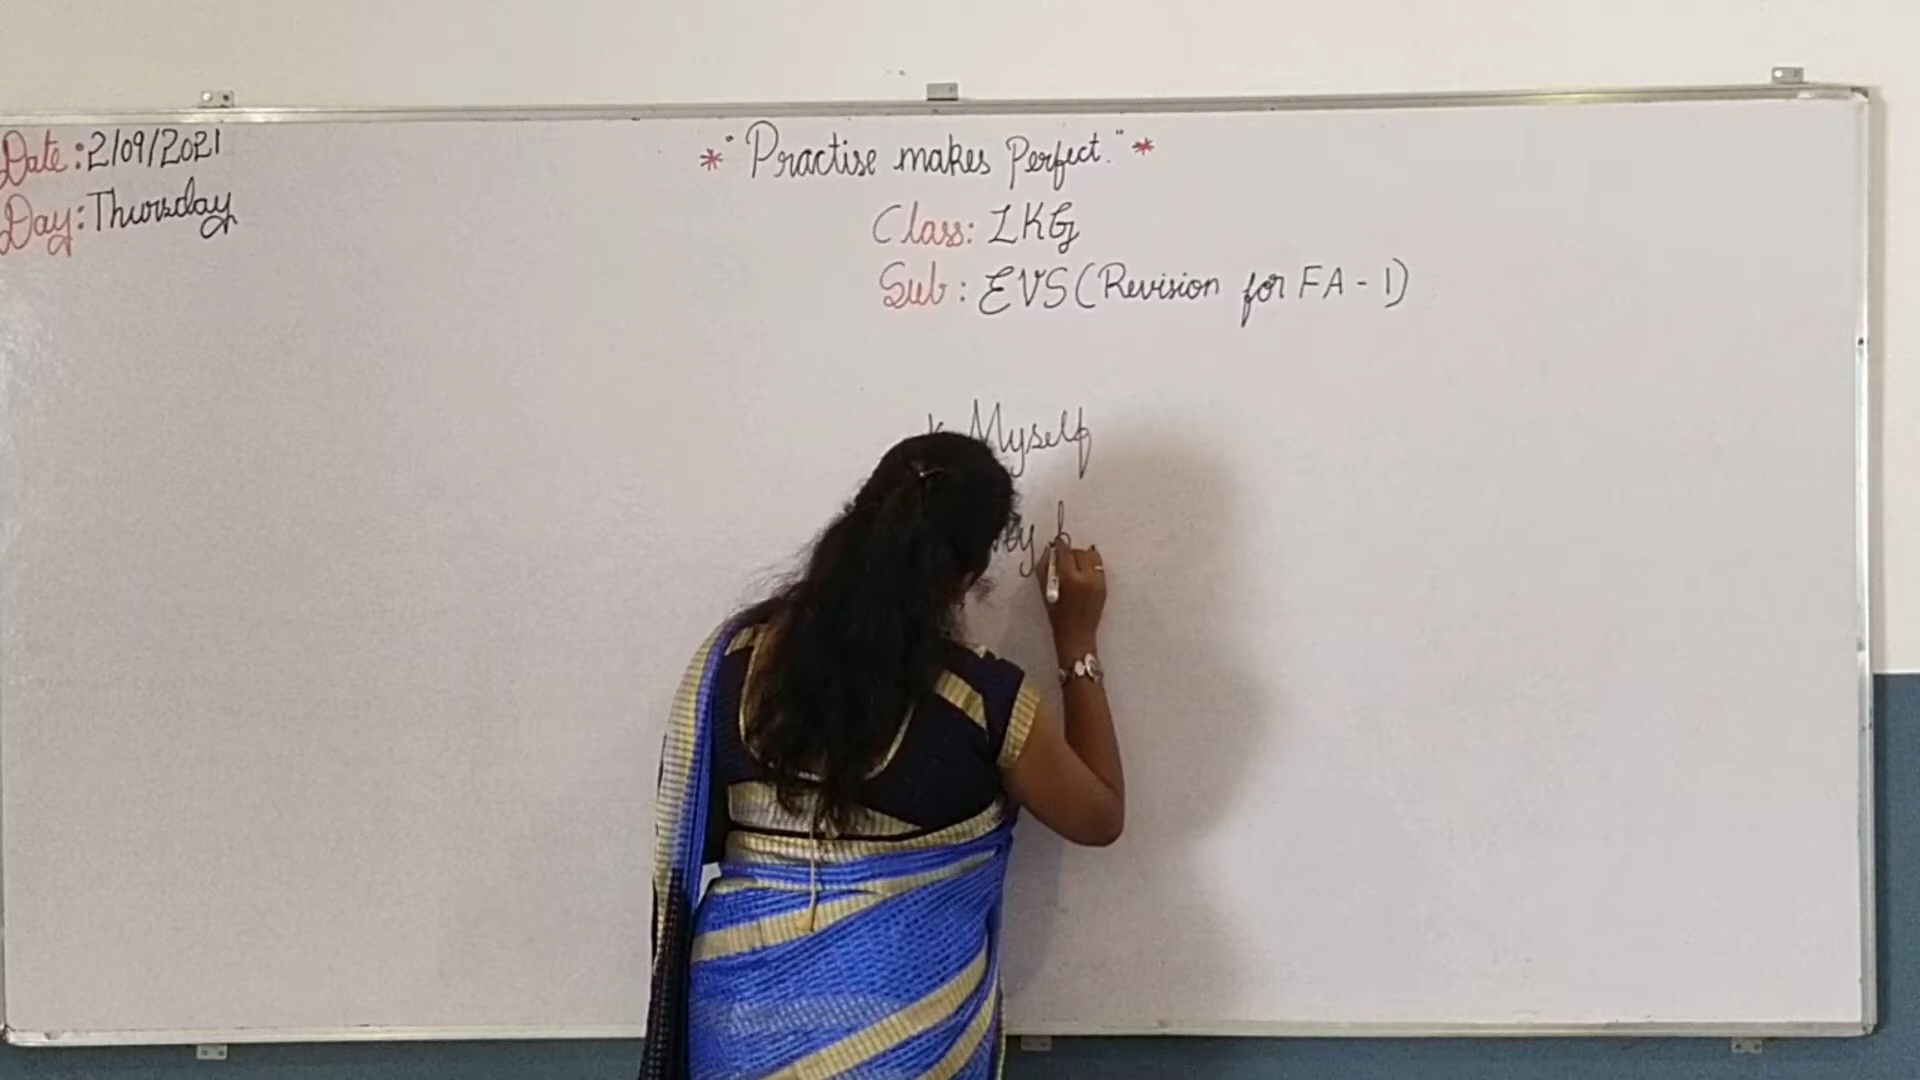 Date: 2/09/2021
Day: Thursday
* "Practise makes Perfect." *
Class: LKG
Sub: EVS (Revision for FA - 1)
* Myself